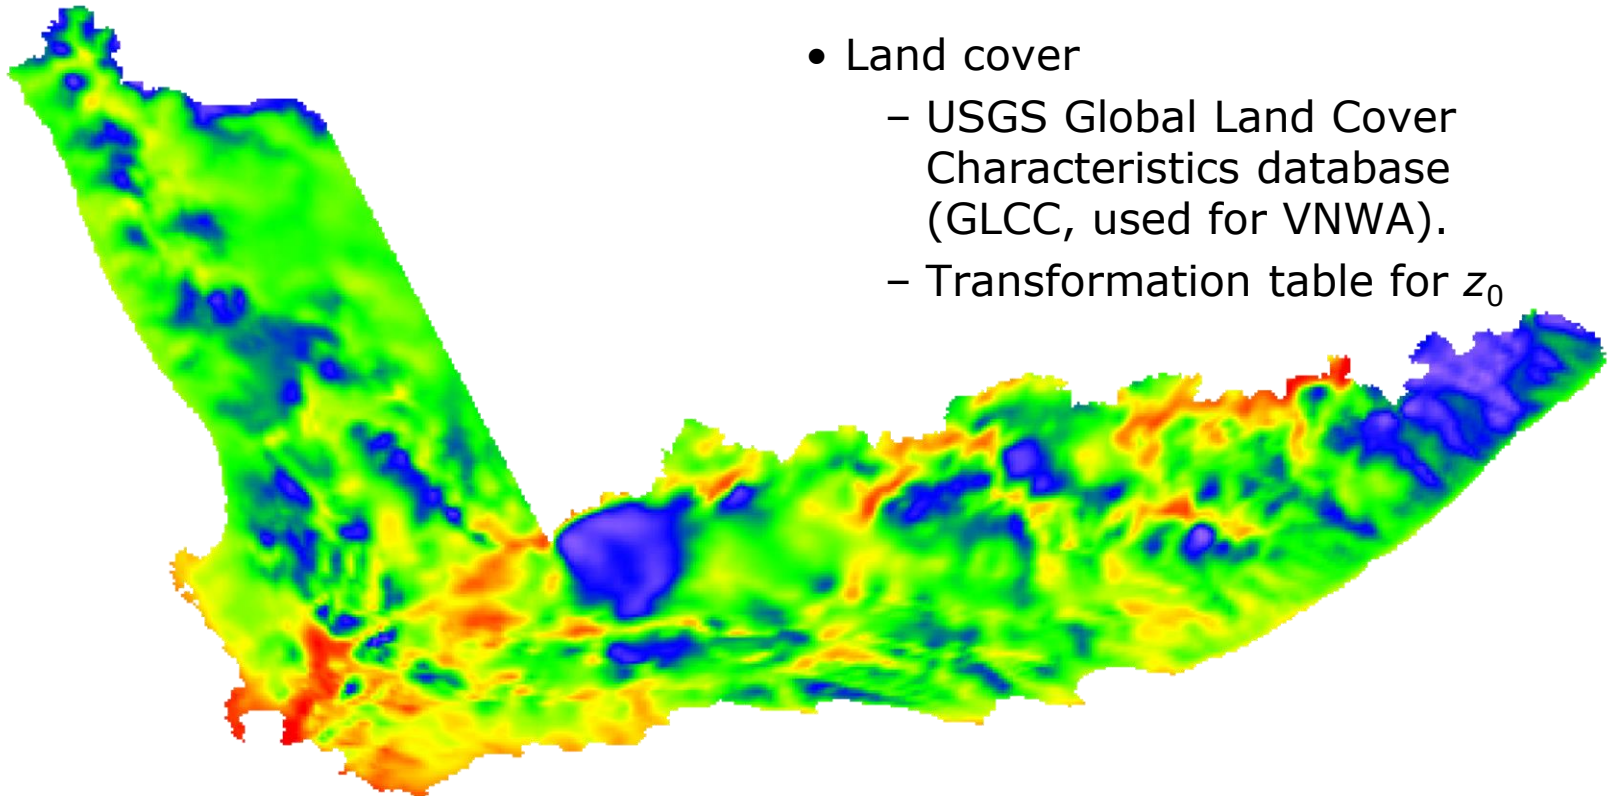 • Land cover
– USGS Global Land Cover
Characteristics database
(GLCC, used for VNWA).
– Transformation table for z₀